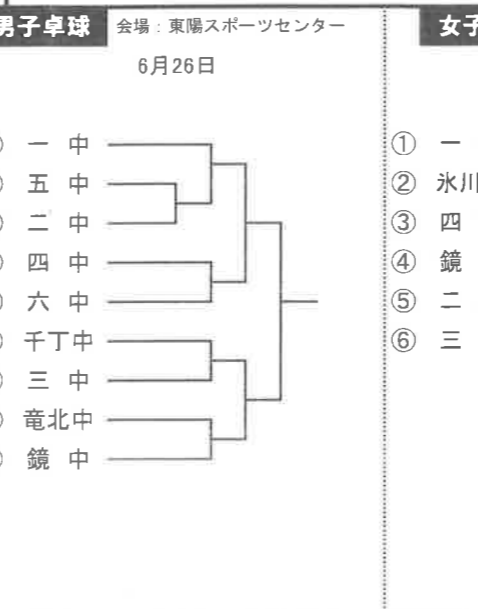 男子卓球 会場:東陽スポーツセンター
6月26日
一 中
五 中
二 中
四 中
六 中
千丁中
三 中
竜北中
鏡 中
女子
① 一
② 氷川
③ 四
④ 鏡
⑤ 二
⑥ 三